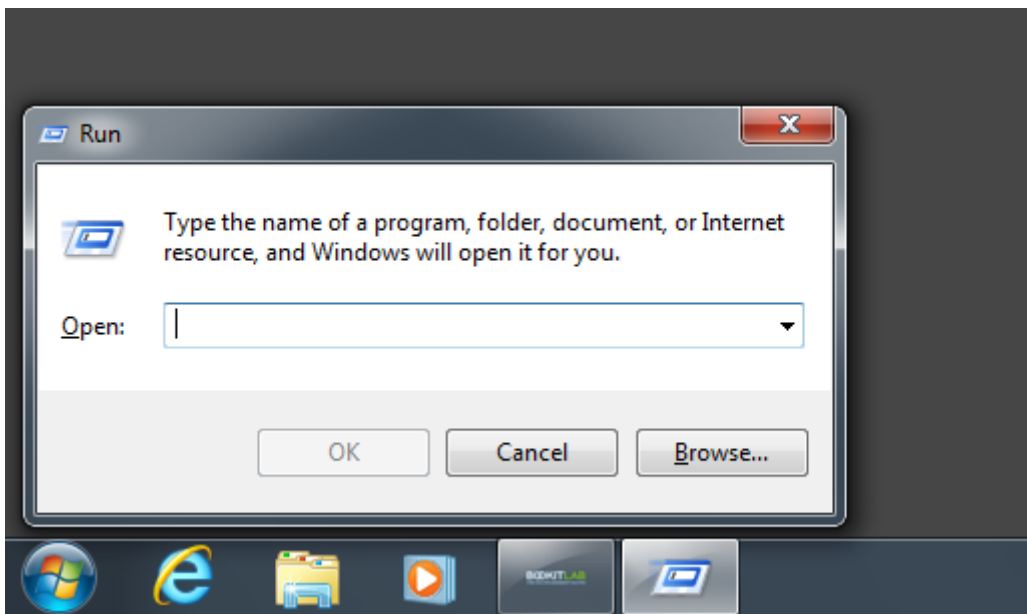 Run
Type the name of a program, folder, document, or Internet
resource, and Windows will open it for you.
Open:
OK
Cancel
Browse...
BOOKITLAB